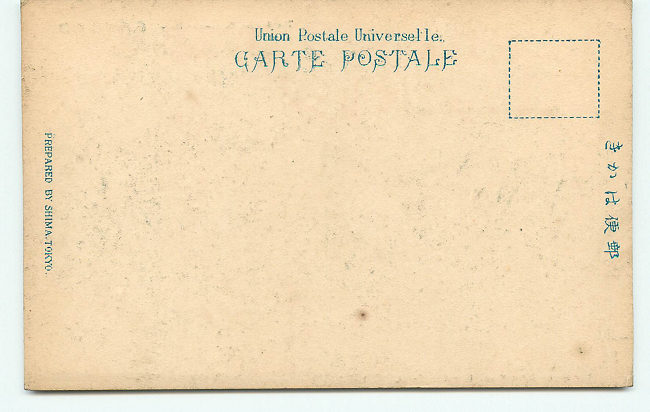 Union Postale Universelle.
CARTE POSTALE
PREPARED BY SHIMA, TOKYO.
郵便はかき